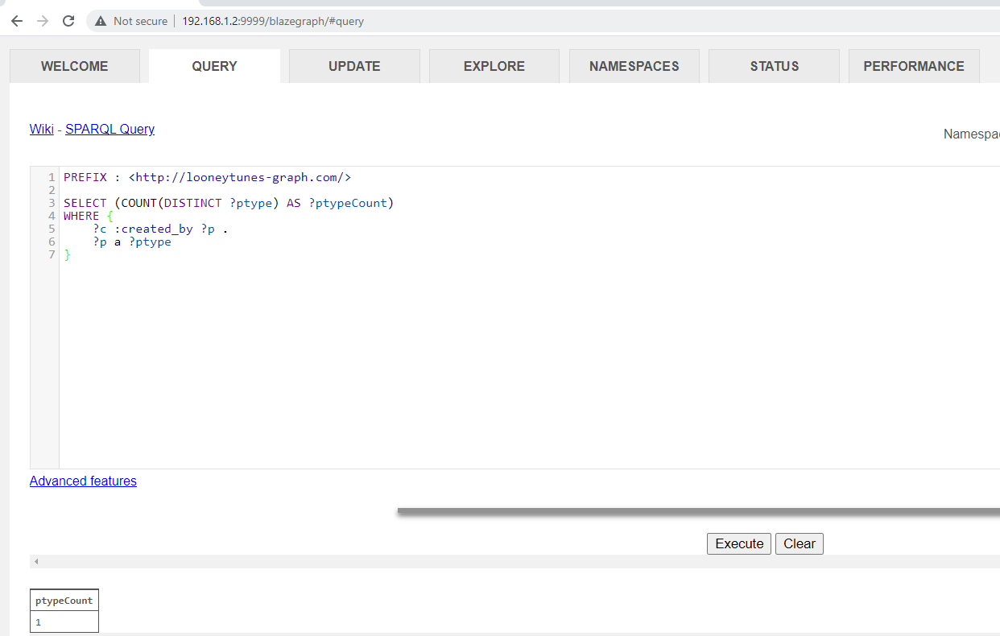 Not secure | 192.168.1.2:9999/blazegraph/#query
WELCOME QUERY UPDATE EXPLORE NAMESPACES STATUS PERFORMANCE
Wiki - SPARQL Query
1 PREFIX : <http://looneytunes-graph.com/>
2
3 SELECT (COUNT(DISTINCT ?ptype) AS ?ptypeCount)
4 WHERE {
5 ?c :created_by ?p .
6 ?p a ?ptype
7 }
Advanced features
Execute Clear
ptypeCount
1